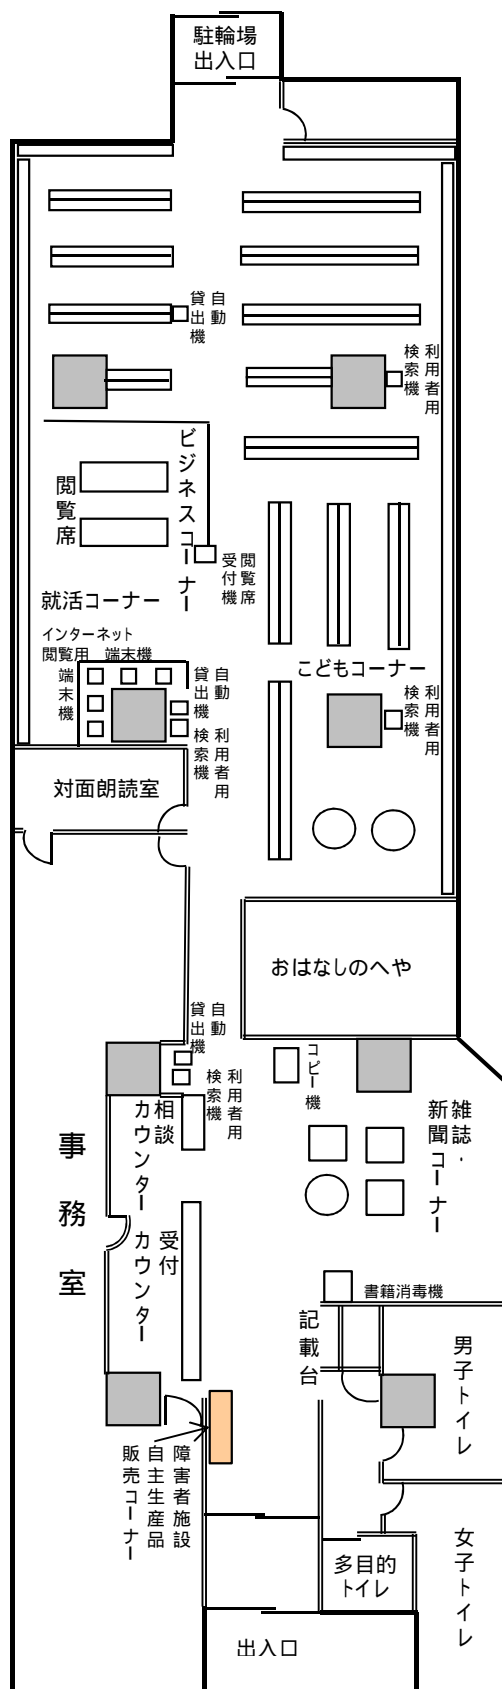 駐輪場
出入口
自動
貸出機
利用者用
検索機
ビジネスコーナー
閲覧席
閲覧席
受付機
就活コーナー
インターネット
閲覧用 端末機
端末機
こどもコーナー
自動
貸出機
利用者用
検索機
利用者用
検索機
対面朗読室
おはなしのへや
自動
貸出機
利用者用
検索機
コピー機
相談
カウンター
雑誌・
新聞コーナー
事務室
受付
カウンター
書籍消毒機
記載台
男子トイレ
障害者施設
自主生産品
販売コーナー
女子トイレ
多目的
トイレ
出入口